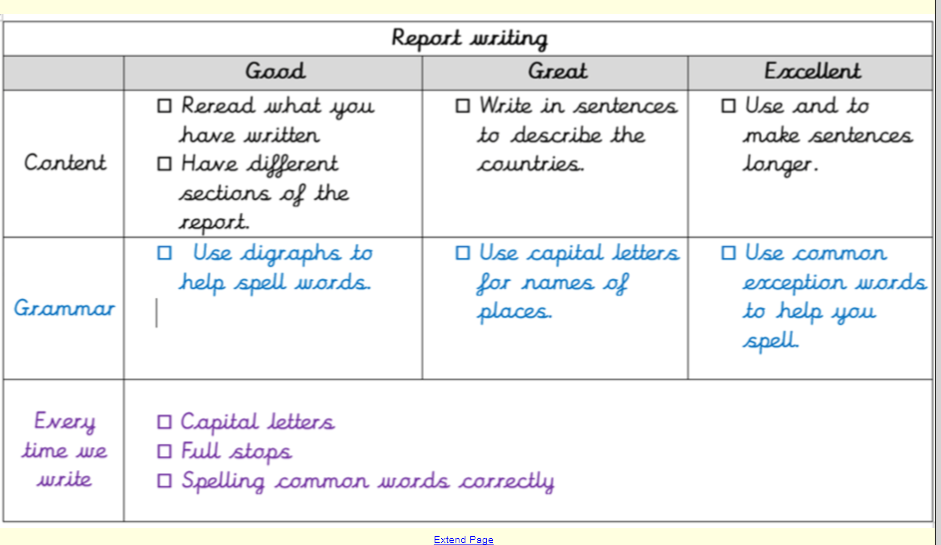 Report writing
Good Great Excellent
Content
☐ Reread what you
have written
☐ Have different
sections of the
report.
☐ Write in sentences
to describe the
countries.
☐ Use and to
make sentences
longer.
Grammar
☐ Use digraphs to
help spell words.
☐ Use capital letters
for names of
places.
☐ Use common
exception words
to help you
spell.
Every
time we
write
☐ Capital letters
☐ Full stops
☐ Spelling common words correctly
Extend Page